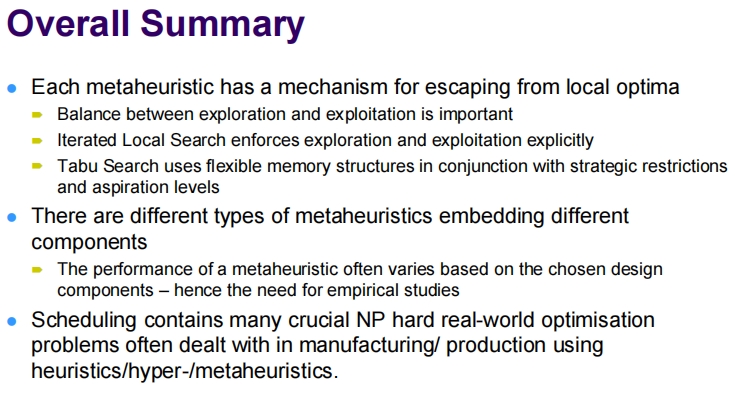 Overall Summary
Each metaheuristic has a mechanism for escaping from local optima
Balance between exploration and exploitation is important
Iterated Local Search enforces exploration and exploitation explicitly
Tabu Search uses flexible memory structures in conjunction with strategic restrictions
and aspiration levels
There are different types of metaheuristics embedding different
components
The performance of a metaheuristic often varies based on the chosen design
components – hence the need for empirical studies
Scheduling contains many crucial NP hard real-world optimisation
problems often dealt with in manufacturing/ production using
heuristics/hyper-/metaheuristics.